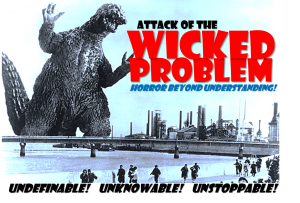 ATTACK OF THE
WICKED
PROBLEM
HORROR BEYOND UNDERSTANDING!
UNDEFINABLE! UNKNOWABLE! UNSTOPPABLE!